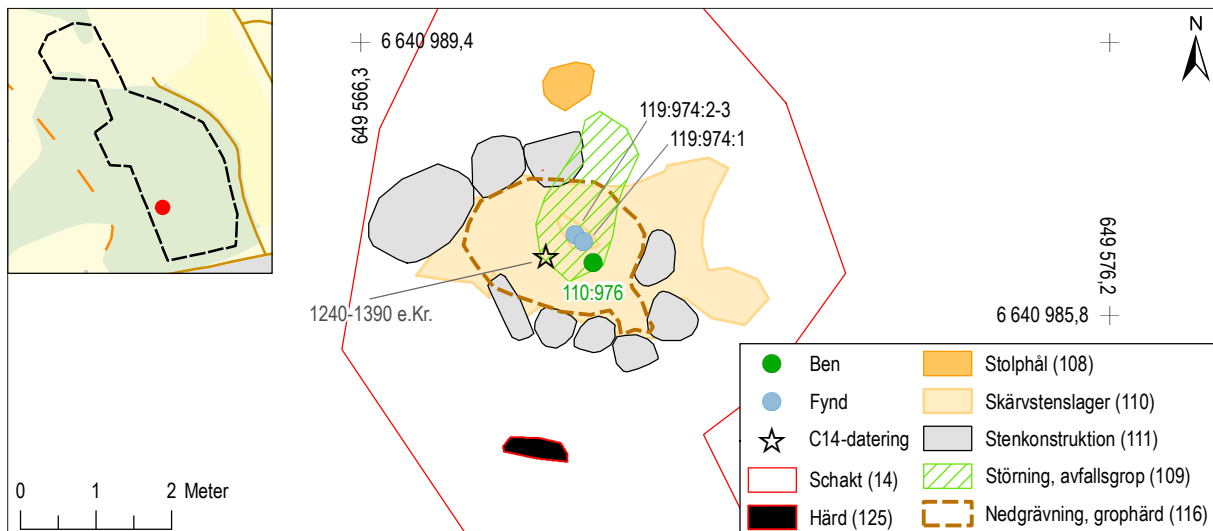 6 640 989,4
649 566,3
N
119:974:2-3
119:974:1
649 576,2
110:976
1240-1390 e.Kr.
6 640 985,8
0 1 2 Meter
Ben
Fynd
C14-datering
Schakt (14)
Härd (125)
Stolphål (108)
Skärvstenslager (110)
Stenkonstruktion (111)
Störning, avfallsgrop (109)
Nedgrävning, grophärd (116)